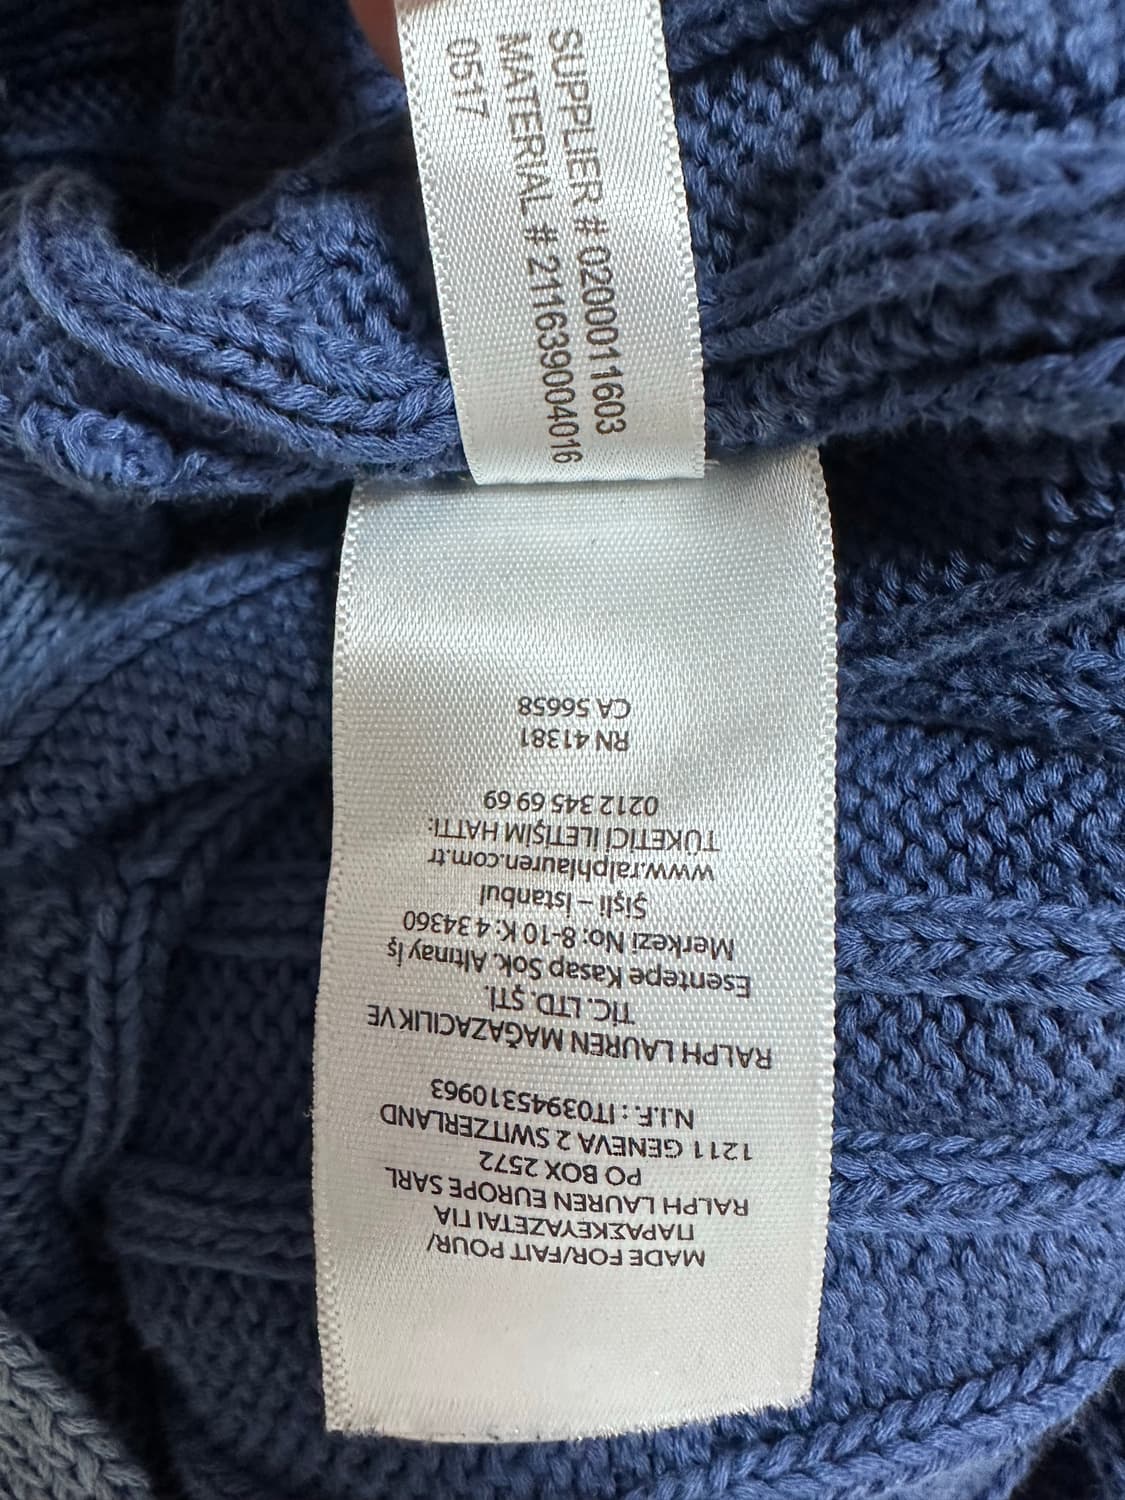 SUPPLIER # 0200011603
MATERIAL # 211639004016
0517
MADE FOR/FAIT POUR/
ΠΑΡΑΣΚΕΥΑΖΕΤΑΙ ΓΙΑ
RALPH LAUREN EUROPE SARL
PO BOX 2572
1211 GENEVA 2 SWITZERLAND
N.I.F. : IT03945310963
RALPH LAUREN MAĞAZACILIK VE
TİC. LTD. ŞTİ.
Esentepe Kasap Sok. Altınay İş
Merkezi No: 8-10 K: 4 34360
Şişli – İstanbul
www.ralphlauren.com.tr
TÜKETİCİ İLETİŞİM HATTI:
0212 345 69 69
RN 41381
CA 56658